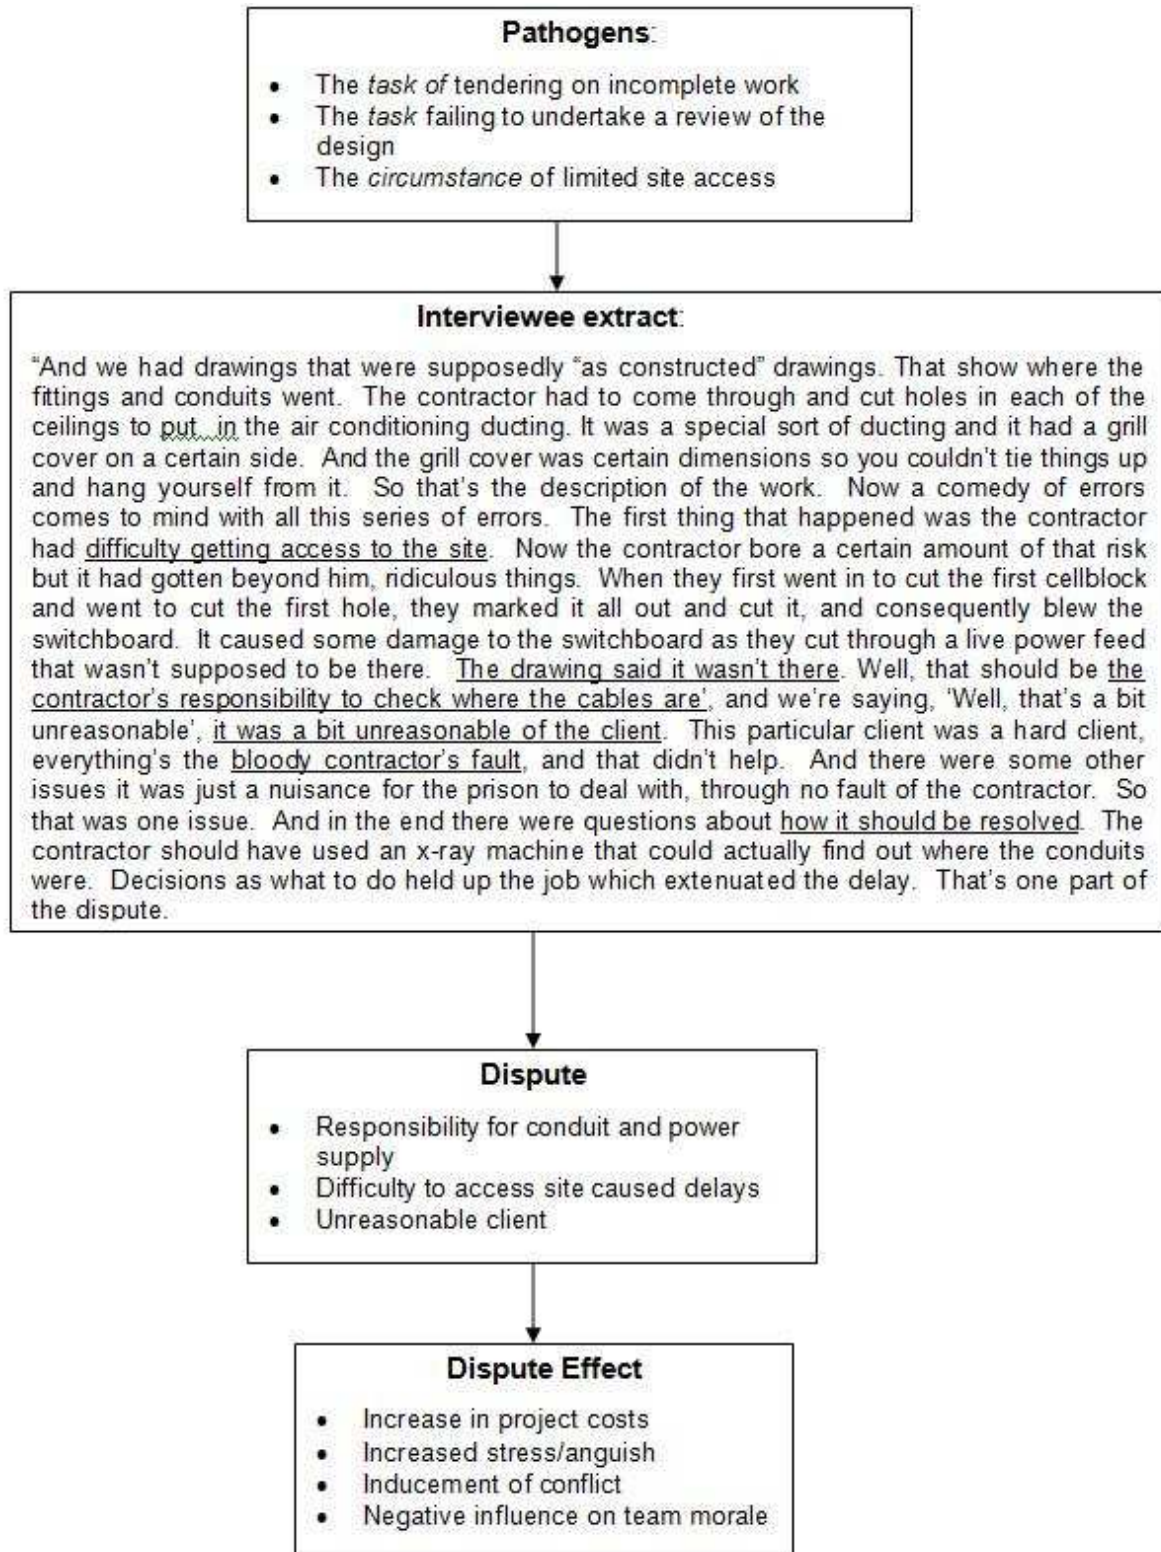 Pathogens:
• The task of tendering on incomplete work
• The task failing to undertake a review of the
design
• The circumstance of limited site access
Interviewee extract:
“And we had drawings that were supposedly “as constructed” drawings. That show where the
fittings and conduits went. The contractor had to come through and cut holes in each of the
ceilings to put in the air conditioning ducting. It was a special sort of ducting and it had a grill
cover on a certain side. And the grill cover was certain dimensions so you couldn’t tie things up
and hang yourself from it. So that’s the description of the work. Now a comedy of errors
comes to mind with all this series of errors. The first thing that happened was the contractor
had difficulty getting access to the site. Now the contractor bore a certain amount of that risk
but it had gotten beyond him, ridiculous things. When they first went in to cut the first cellblock
and went to cut the first hole, they marked it all out and cut it, and consequently blew the
switchboard. It caused some damage to the switchboard as they cut through a live power feed
that wasn’t supposed to be there. The drawing said it wasn’t there. Well, that should be the
contractor’s responsibility to check where the cables are’, and we’re saying, ‘Well, that’s a bit
unreasonable’, it was a bit unreasonable of the client. This particular client was a hard client,
everything’s the bloody contractor’s fault, and that didn’t help. And there were some other
issues it was just a nuisance for the prison to deal with, through no fault of the contractor. So
that was one issue. And in the end there were questions about how it should be resolved. The
contractor should have used an x-ray machine that could actually find out where the conduits
were. Decisions as what to do held up the job which extenuated the delay. That’s one part of
the dispute.
Dispute
• Responsibility for conduit and power
supply
• Difficulty to access site caused delays
• Unreasonable client
Dispute Effect
• Increase in project costs
• Increased stress/anguish
• Inducement of conflict
• Negative influence on team morale